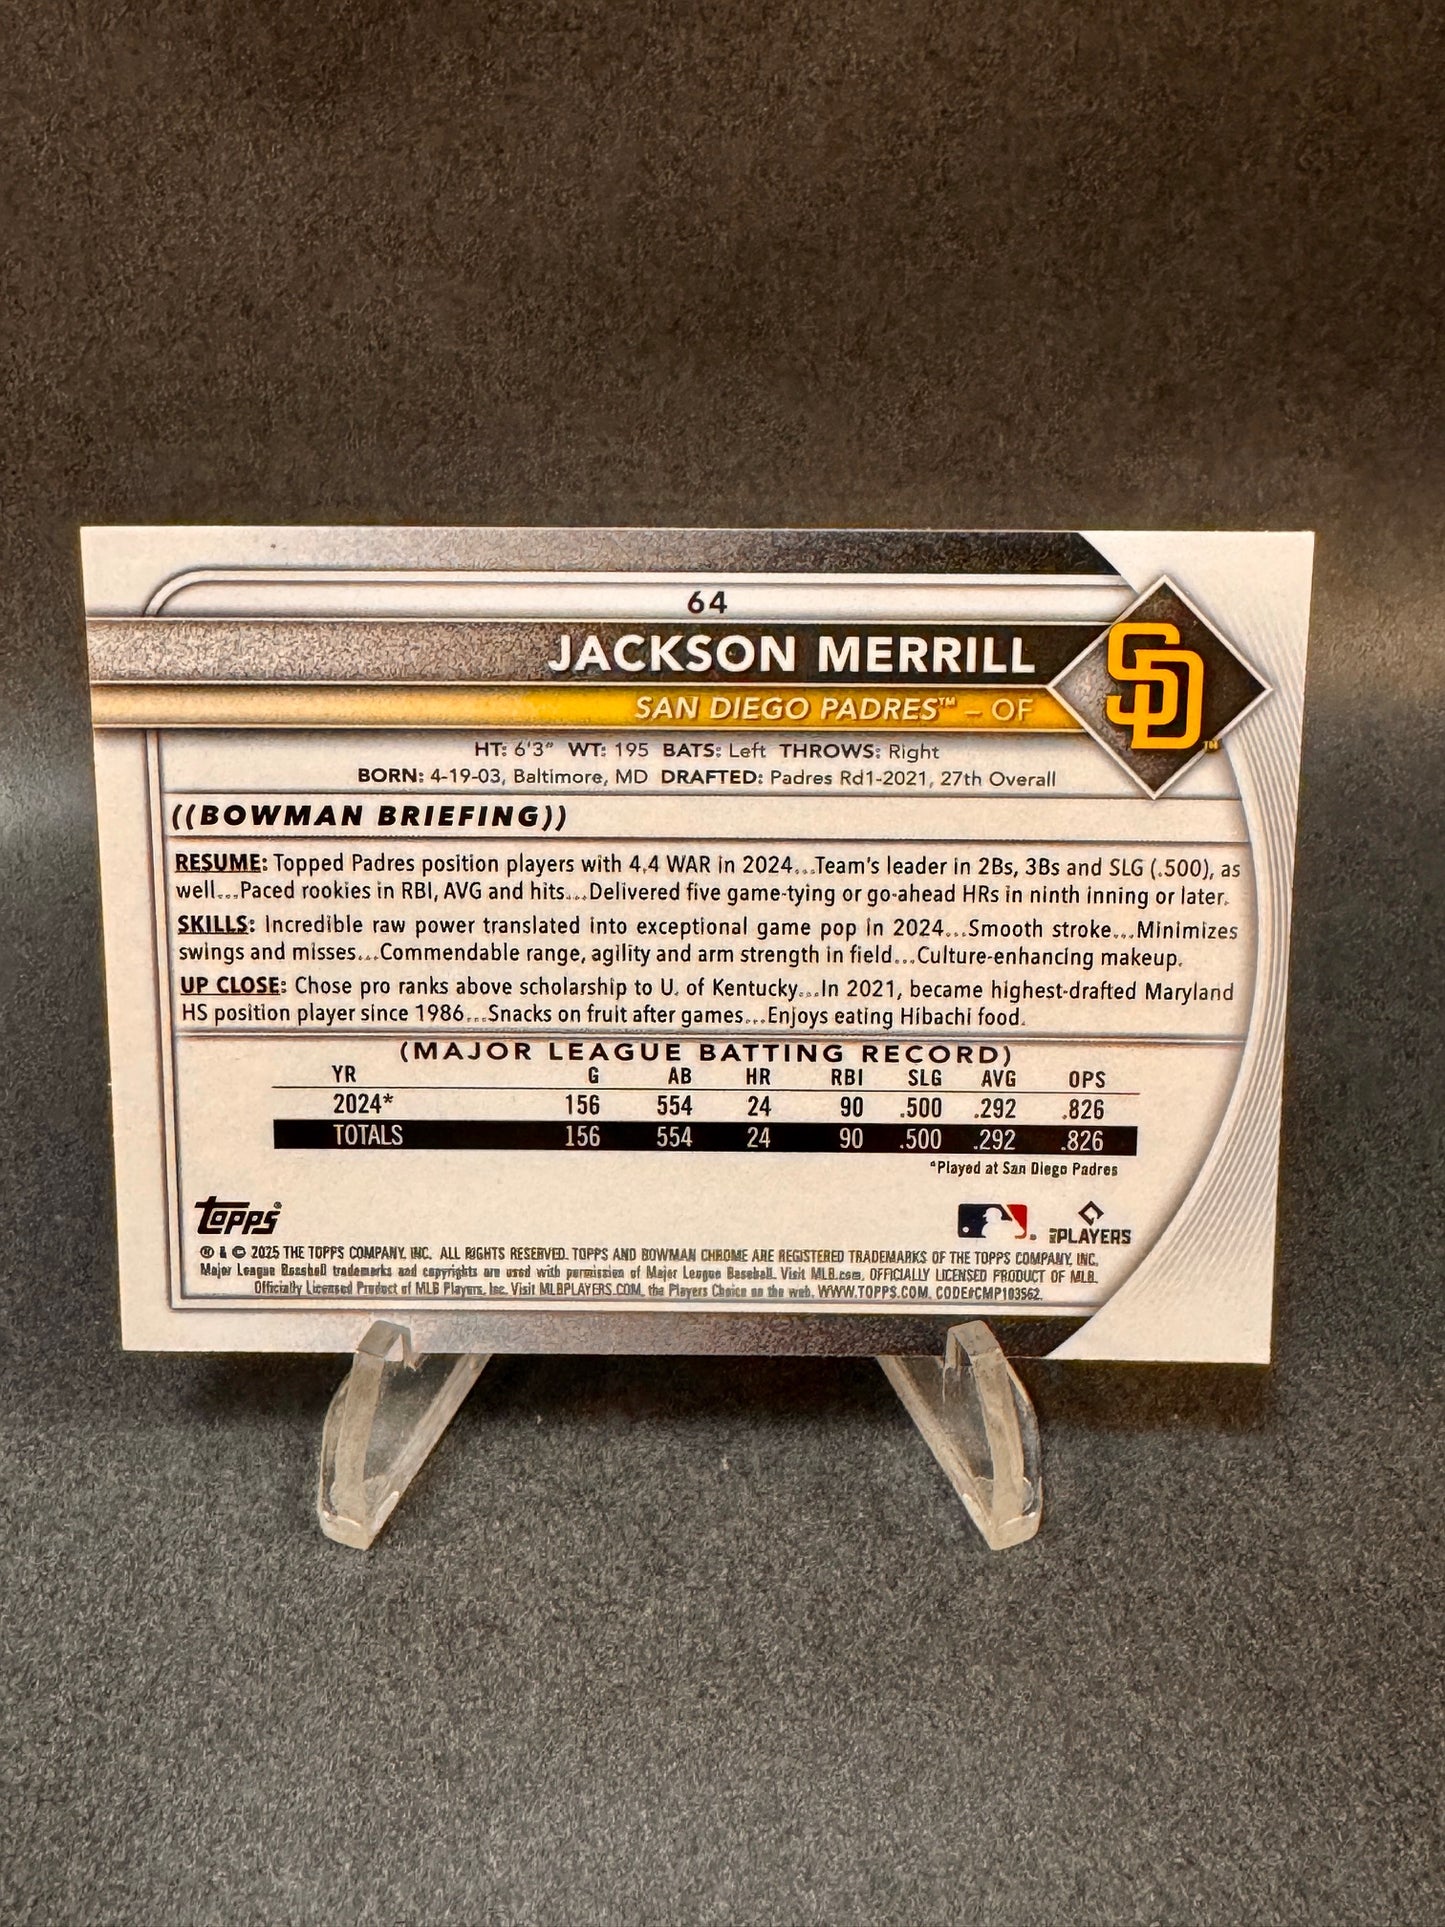 64
JACKSON MERRILL
SAN DIEGO PADRES™ – OF
SD™
HT: 6'3" WT: 195 BATS: Left THROWS: Right
BORN: 4-19-03, Baltimore, MD DRAFTED: Padres Rd1-2021, 27th Overall
((BOWMAN BRIEFING))
RESUME: Topped Padres position players with 4.4 WAR in 2024...Team's leader in 2Bs, 3Bs and SLG (.500), as
well...Paced rookies in RBI, AVG and hits...Delivered five game-tying or go-ahead HRs in ninth inning or later.
SKILLS: Incredible raw power translated into exceptional game pop in 2024...Smooth stroke...Minimizes
swings and misses...Commendable range, agility and arm strength in field...Culture-enhancing makeup.
UP CLOSE: Chose pro ranks above scholarship to U. of Kentucky...In 2021, became highest-drafted Maryland
HS position player since 1986...Snacks on fruit after games...Enjoys eating Hibachi food.
(MAJOR LEAGUE BATTING RECORD)
YR G AB HR RBI SLG AVG OPS
2024* 156 554 24 90 .500 .292 .826
TOTALS 156 554 24 90 .500 .292 .826
*Played at San Diego Padres
Topps®
MLB PLAYERS
® & © 2025 THE TOPPS COMPANY, INC. ALL RIGHTS RESERVED. TOPPS AND BOWMAN CHROME ARE REGISTERED TRADEMARKS OF THE TOPPS COMPANY, INC.
Major League Baseball trademarks and copyrights are used with permission of Major League Baseball. Visit MLB.com. OFFICIALLY LICENSED PRODUCT OF MLB
Officially Licensed Product of MLB Players, Inc. Visit MLBPLAYERS.COM, the Players Choice on the web. WWW.TOPPS.COM. CODE#CMP103562.